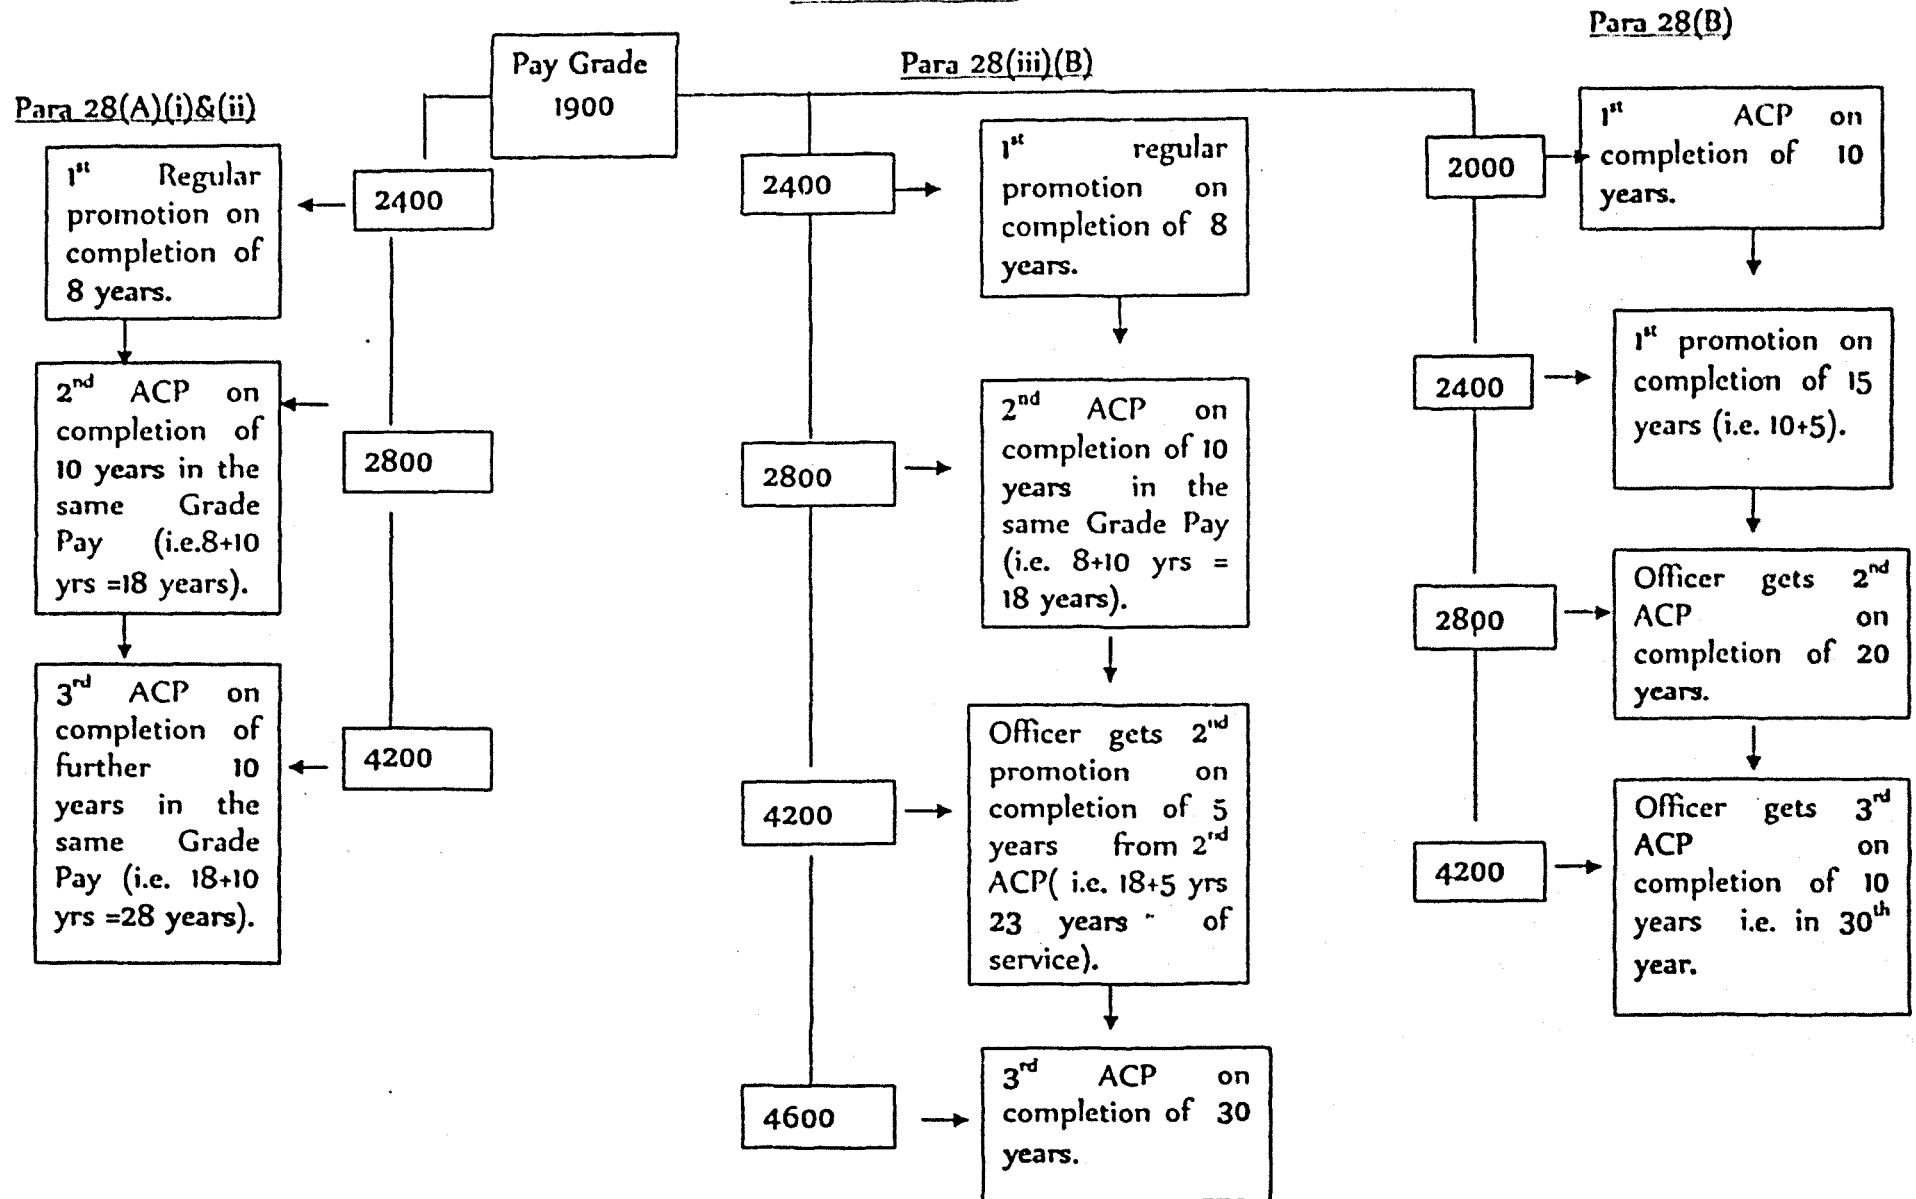 Para 28(B)
Pay Grade
1900
Para 28(iii)(B)
Para 28(A)(i)&(ii)
1st Regular
promotion on
completion of
8 years.
2400
2nd ACP on
completion of
10 years in the
same Grade
Pay (i.e.8+10
yrs =18 years).
2800
3rd ACP on
completion of
further 10
years in the
same Grade
Pay (i.e. 18+10
yrs =28 years).
4200
2400
1st regular
promotion on
completion of 8
years.
2800
2nd ACP on
completion of 10
years in the
same Grade Pay
(i.e. 8+10 yrs =
18 years).
4200
Officer gets 2nd
promotion on
completion of 5
years from 2nd
ACP( i.e. 18+5 yrs
23 years of
service).
4600
3rd ACP on
completion of 30
years.
2000
1st ACP on
completion of 10
years.
2400
1st promotion on
completion of 15
years (i.e. 10+5).
2800
Officer gets 2nd
ACP on
completion of 20
years.
4200
Officer gets 3rd
ACP on
completion of 10
years i.e. in 30th
year.